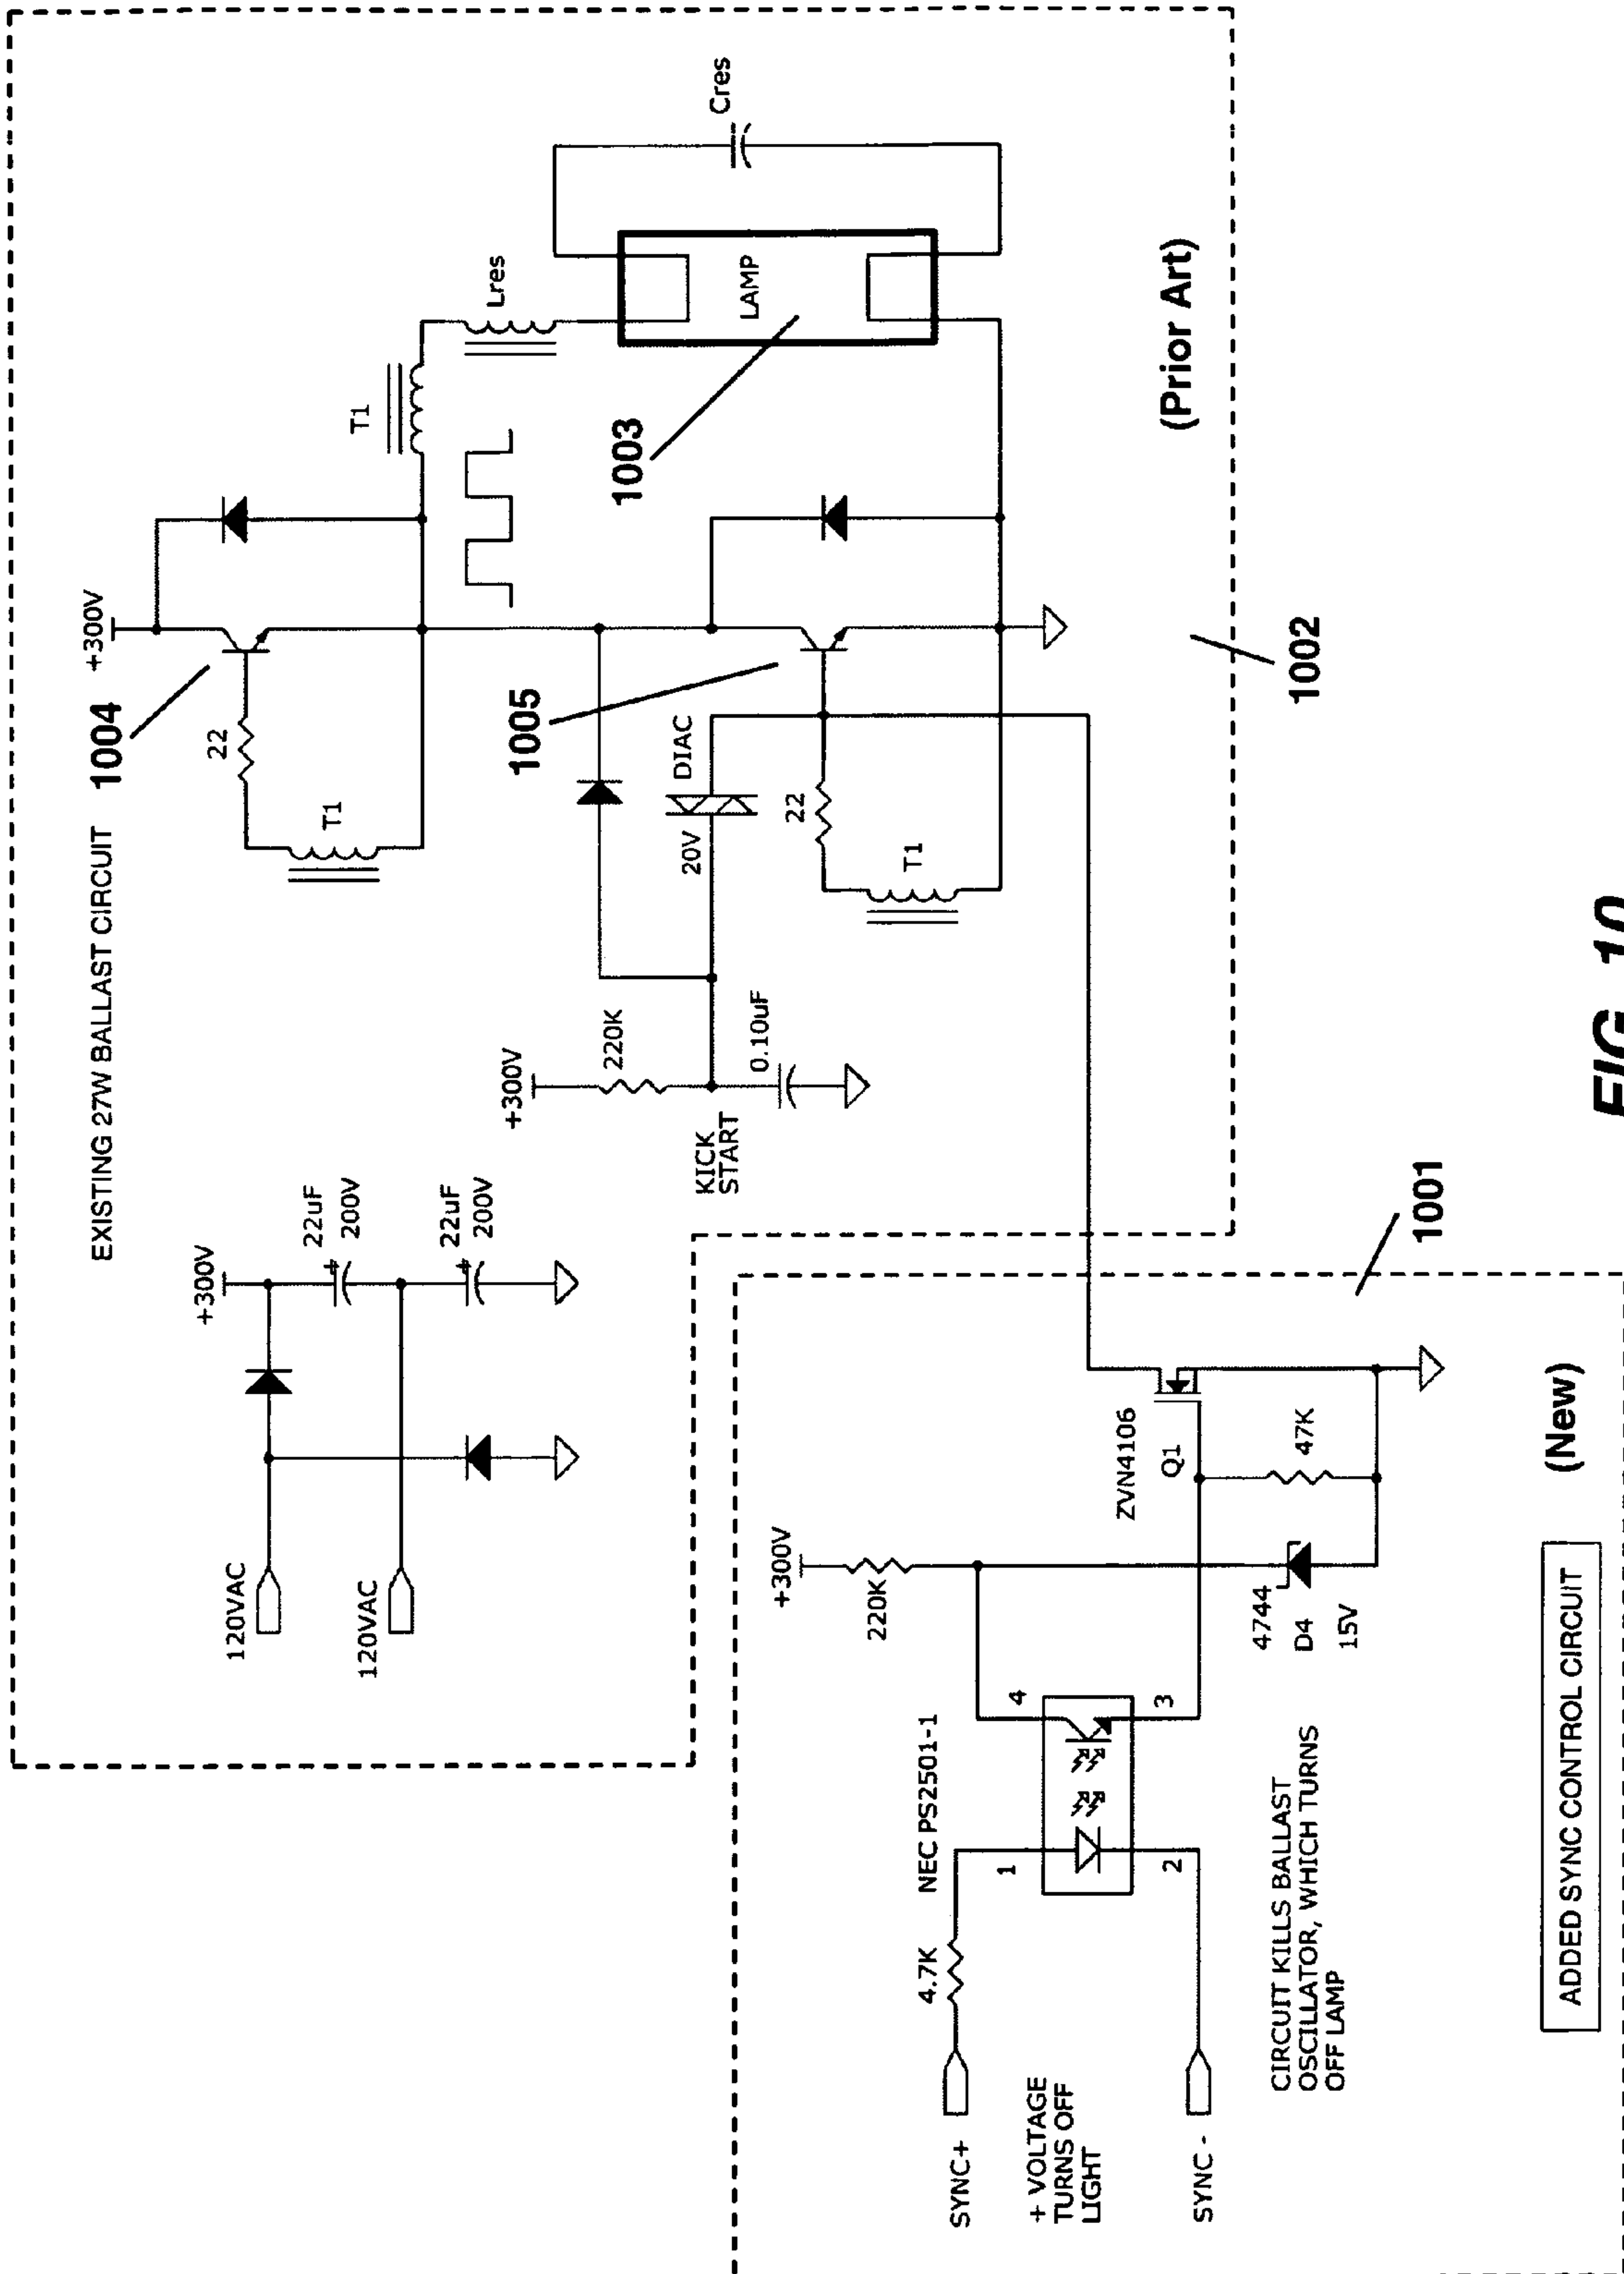 EXISTING 27W BALLAST CIRCUIT
1004
+300V
22
T1
T1
Lres
Cres
LAMP
1003
+300V
22uF
200V
22uF
200V
120VAC
120VAC
+300V
220K
KICK
START
0.10uF
1005
DIAC
20V
22
T1
(Prior Art)
1002
1001
+300V
220K
ZVN4106
Q1
47K
4744
D4
15V
NEC PS2501-1
4
3
1
2
4.7K
SYNC+
+ VOLTAGE
TURNS OFF
LIGHT
SYNC -
CIRCUIT KILLS BALLAST
OSCILLATOR, WHICH TURNS
OFF LAMP
(New)
ADDED SYNC CONTROL CIRCUIT
FIG. 10